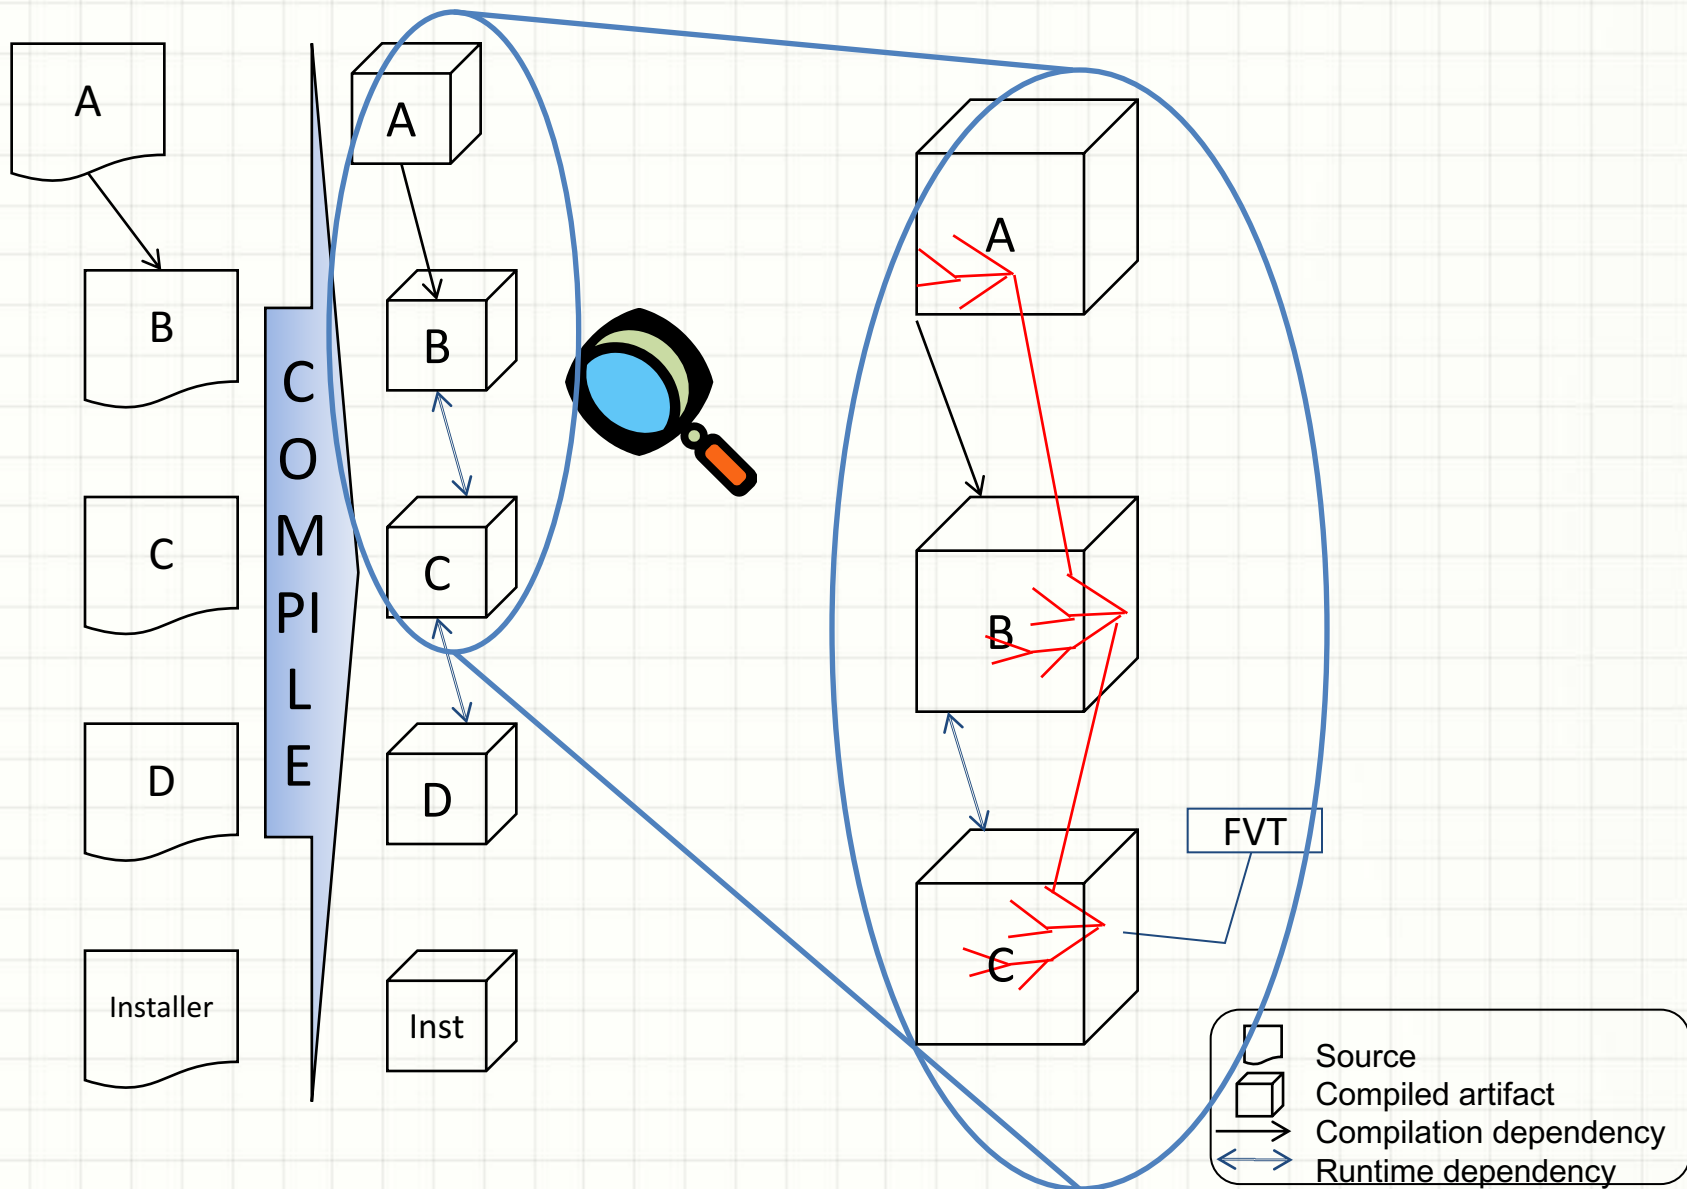 A
B
C
D
Installer
C
O
M
PI
L
E
A
B
C
D
Inst
A
B
C
FVT
Source
Compiled artifact
Compilation dependency
Runtime dependency